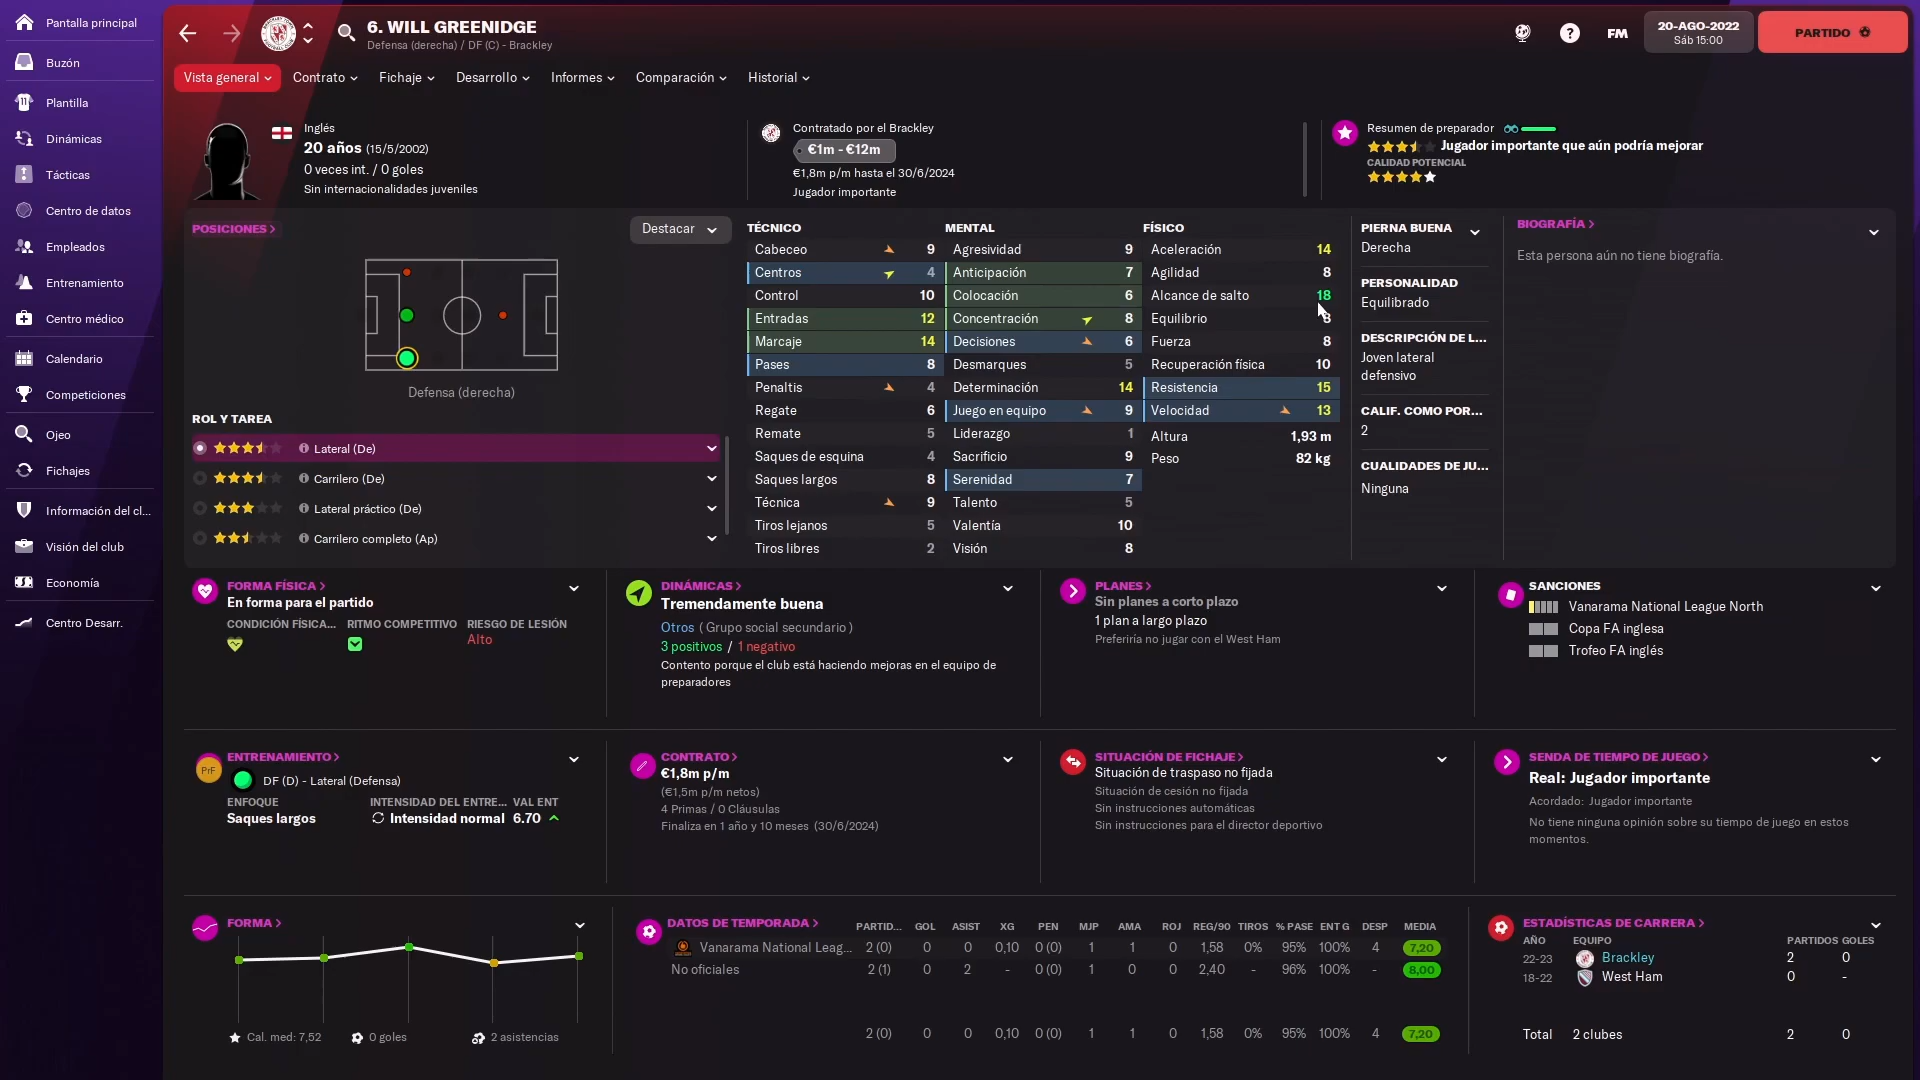 Pantalla principal
Buzón
Plantilla
Dinámicas
Tácticas
Centro de datos
Empleados
Entrenamiento
Centro médico
Calendario
Competiciones
Ojeo
Fichajes
Información del cl...
Visión del club
Economía
Centro Desarr.
6. WILL GREENIDGE
Defensa (derecha) / DF (C) - Brackley
FM
20-AGO-2022
Sáb 15:00
PARTIDO
Vista general
Contrato
Fichaje
Desarrollo
Informes
Comparación
Historial
Inglés
20 años (15/5/2002)
0 veces int. / 0 goles
Sin internacionalidades juveniles
Contratado por el Brackley
€1m - €12m
€1,8m p/m hasta el 30/6/2024
Jugador importante
Resumen de preparador
Jugador importante que aún podría mejorar
CALIDAD POTENCIAL
POSICIONES >
Destacar
Defensa (derecha)
ROL Y TAREA
Lateral (De)
Carrilero (De)
Lateral práctico (De)
Carrilero completo (Ap)
TÉCNICO
Cabeceo 9
Centros 4
Control 10
Entradas 12
Marcaje 14
Pases 8
Penaltis 4
Regate 6
Remate 5
Saques de esquina 4
Saques largos 8
Técnica 9
Tiros lejanos 5
Tiros libres 2
MENTAL
Agresividad 9
Anticipación 7
Colocación 6
Concentración 8
Decisiones 6
Desmarques 5
Determinación 14
Juego en equipo 9
Liderazgo 1
Sacrificio 9
Serenidad 7
Talento 5
Valentía 10
Visión 8
FÍSICO
Aceleración 14
Agilidad 8
Alcance de salto 18
Equilibrio 8
Fuerza 8
Recuperación física 10
Resistencia 15
Velocidad 13
Altura 1,93 m
Peso 82 kg
PIERNA BUENA
Derecha
PERSONALIDAD
Equilibrado
DESCRIPCIÓN DE L...
Joven lateral
defensivo
CALIF. COMO POR...
2
CUALIDADES DE JU...
Ninguna
BIOGRAFÍA >
Esta persona aún no tiene biografía.
FORMA FÍSICA >
En forma para el partido
CONDICIÓN FÍSICA... RITMO COMPETITIVO RIESGO DE LESIÓN
Alto
DINÁMICAS >
Tremendamente buena
Otros ( Grupo social secundario )
3 positivos / 1 negativo
Contento porque el club está haciendo mejoras en el equipo de
preparadores
PLANES >
Sin planes a corto plazo
1 plan a largo plazo
Preferiría no jugar con el West Ham
SANCIONES
Vanarama National League North
Copa FA inglesa
Trofeo FA inglés
ENTRENAMIENTO >
PrF
DF (D) - Lateral (Defensa)
ENFOQUE INTENSIDAD DEL ENTRE... VAL ENT
Saques largos Intensidad normal 6.70
CONTRATO >
€1,8m p/m
(€1,5m p/m netos)
4 Primas / 0 Cláusulas
Finaliza en 1 año y 10 meses (30/6/2024)
SITUACIÓN DE FICHAJE >
Situación de traspaso no fijada
Situación de cesión no fijada
Sin instrucciones automáticas
Sin instrucciones para el director deportivo
SENDA DE TIEMPO DE JUEGO >
Real: Jugador importante
Acordado: Jugador importante
No tiene ninguna opinión sobre su tiempo de juego en estos
momentos.
FORMA >
Cal. med: 7,52 0 goles 2 asistencias
DATOS DE TEMPORADA > PARTID... GOL ASIST XG PEN MJP AMA ROJ REG/90 TIROS % PASE ENT G DESP MEDIA
Vanarama National Leag... 2 (0) 0 0 0,10 0 (0) 1 1 0 1,58 0% 95% 100% 4 7,20
No oficiales 2 (1) 0 2 - 0 (0) 1 0 0 2,40 - 96% 100% - 8,00
2 (0) 0 0 0,10 0 (0) 1 1 0 1,58 0% 95% 100% 4 7,20
ESTADÍSTICAS DE CARRERA >
AÑO EQUIPO PARTIDOS GOLES
22-23 Brackley 2 0
18-22 West Ham 0 -
Total 2 clubes 2 0